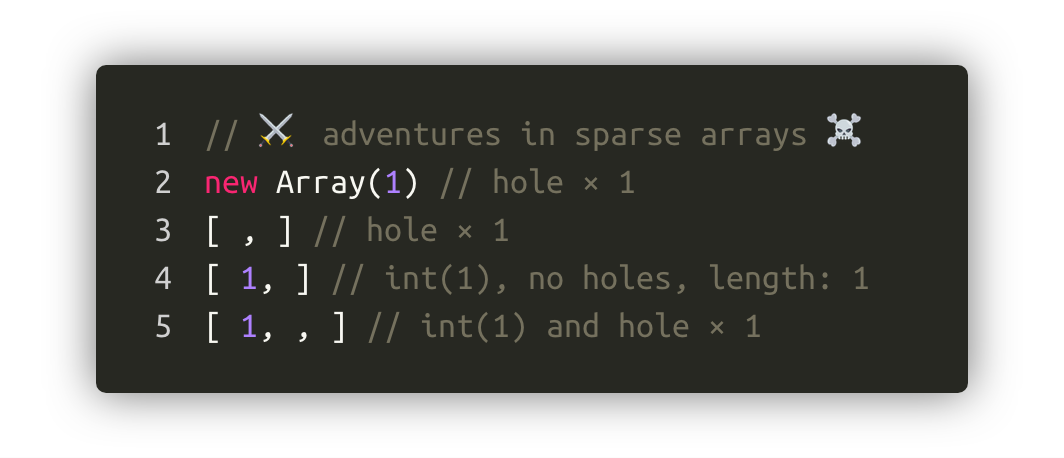 1 // ⚔ adventures in sparse arrays ☠
2 new Array(1) // hole × 1
3 [ , ] // hole × 1
4 [ 1, ] // int(1), no holes, length: 1
5 [ 1, , ] // int(1) and hole × 1